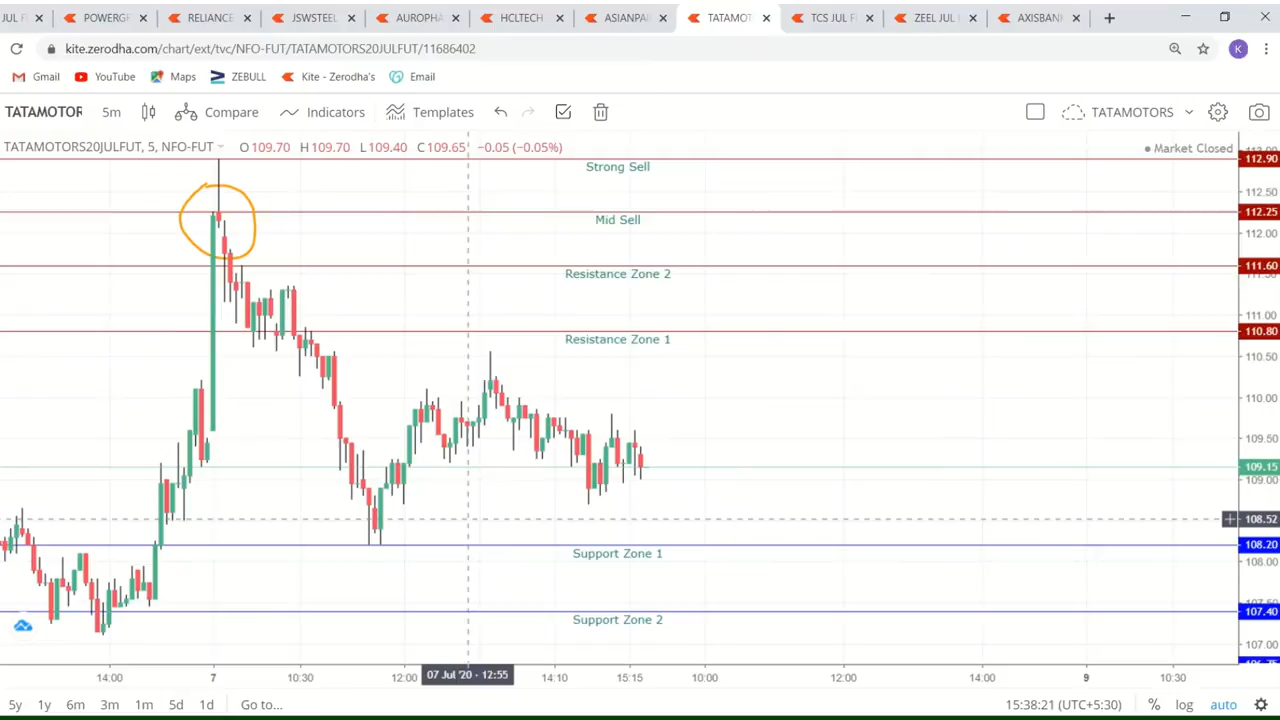 JUL F POWERGR RELIANCE JSWSTEEL AUROPHA HCLTECH ASIANPAI TATAMOT TCS JUL F ZEEL JUL AXISBANK
kite.zerodha.com/chart/ext/tvc/NFO-FUT/TATAMOTORS20JULFUT/11686402 K
Gmail YouTube Maps ZEBULL Kite - Zerodha's Email
TATAMOTOR 5m Compare Indicators Templates TATAMOTORS
TATAMOTORS20JULFUT, 5, NFO-FUT O109.70 H109.70 L109.40 C109.65 −0.05 (−0.05%) Market Closed
112.90
Strong Sell
112.50
112.25
Mid Sell
112.00
111.60
Resistance Zone 2
111.00
110.80
Resistance Zone 1
110.50
110.00
109.50
109.15
109.00
108.52
108.20
Support Zone 1
107.40
Support Zone 2
107.00
14:00 7 10:30 12:00 07 Jul '20 · 12:55 14:10 15:15 10:00 12:00 14:00 9 10:30
5y 1y 6m 3m 1m 5d 1d Go to... 15:38:21 (UTC+5:30) % log auto